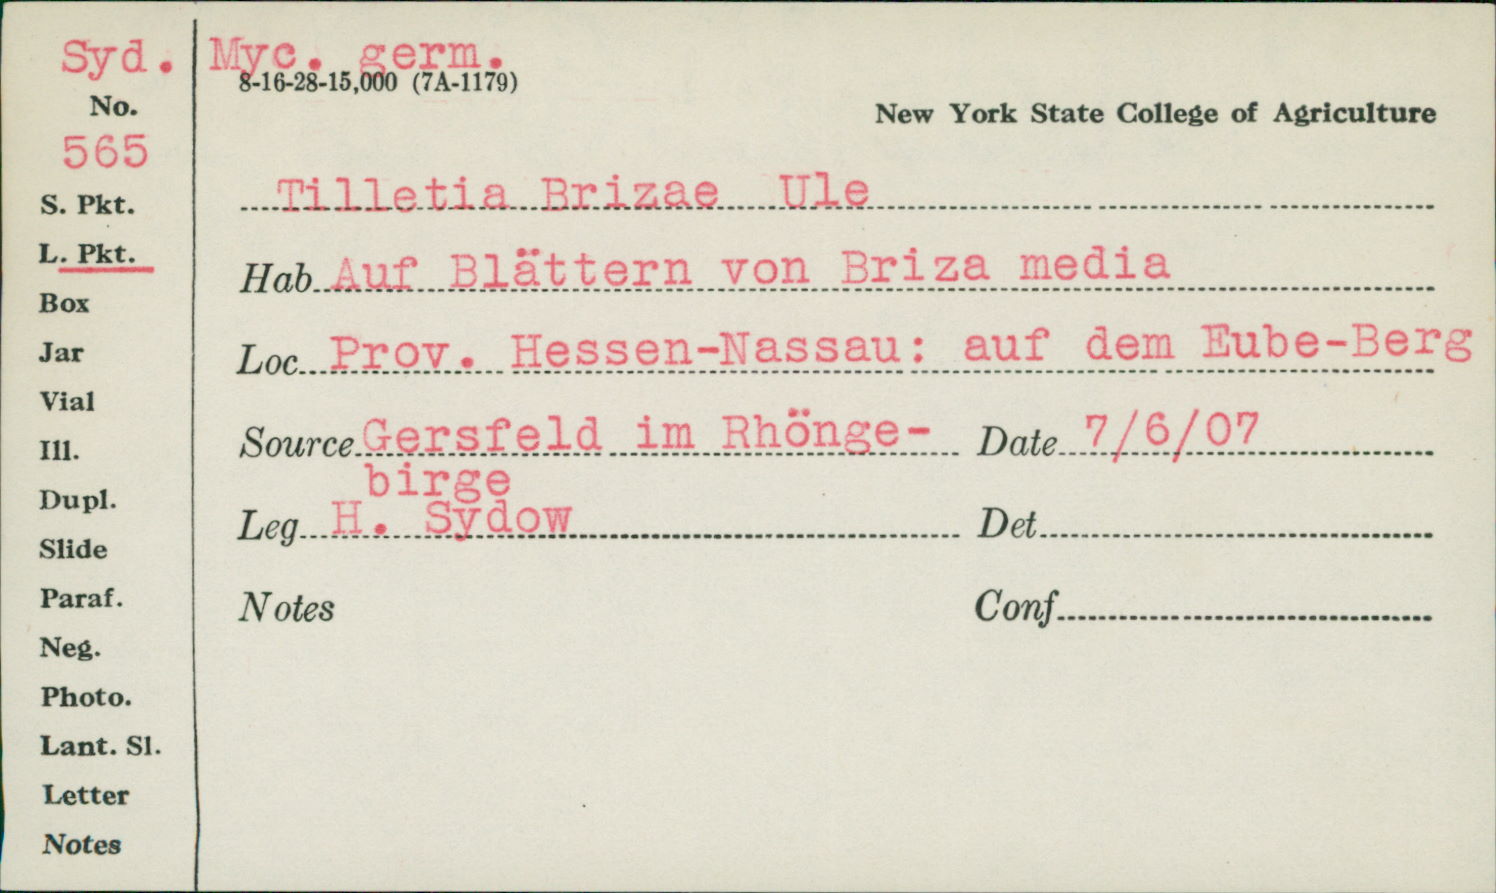 Syd. Myc. germ.
8-16-28-15,000 (7A-1179)
No.
New York State College of Agriculture
565
Tilletia Brizae Ule
S. Pkt.
L. Pkt.
Hab Auf Blättern von Briza media
Box
Jar
Loc Prov. Hessen-Nassau: auf dem Eube-Berg
Vial
Ill.
Source Gersfeld im Rhönge- Date 7/6/07
birge
Dupl.
Leg H. Sydow Det
Slide
Paraf.
Notes Conf
Neg.
Photo.
Lant. Sl.
Letter
Notes